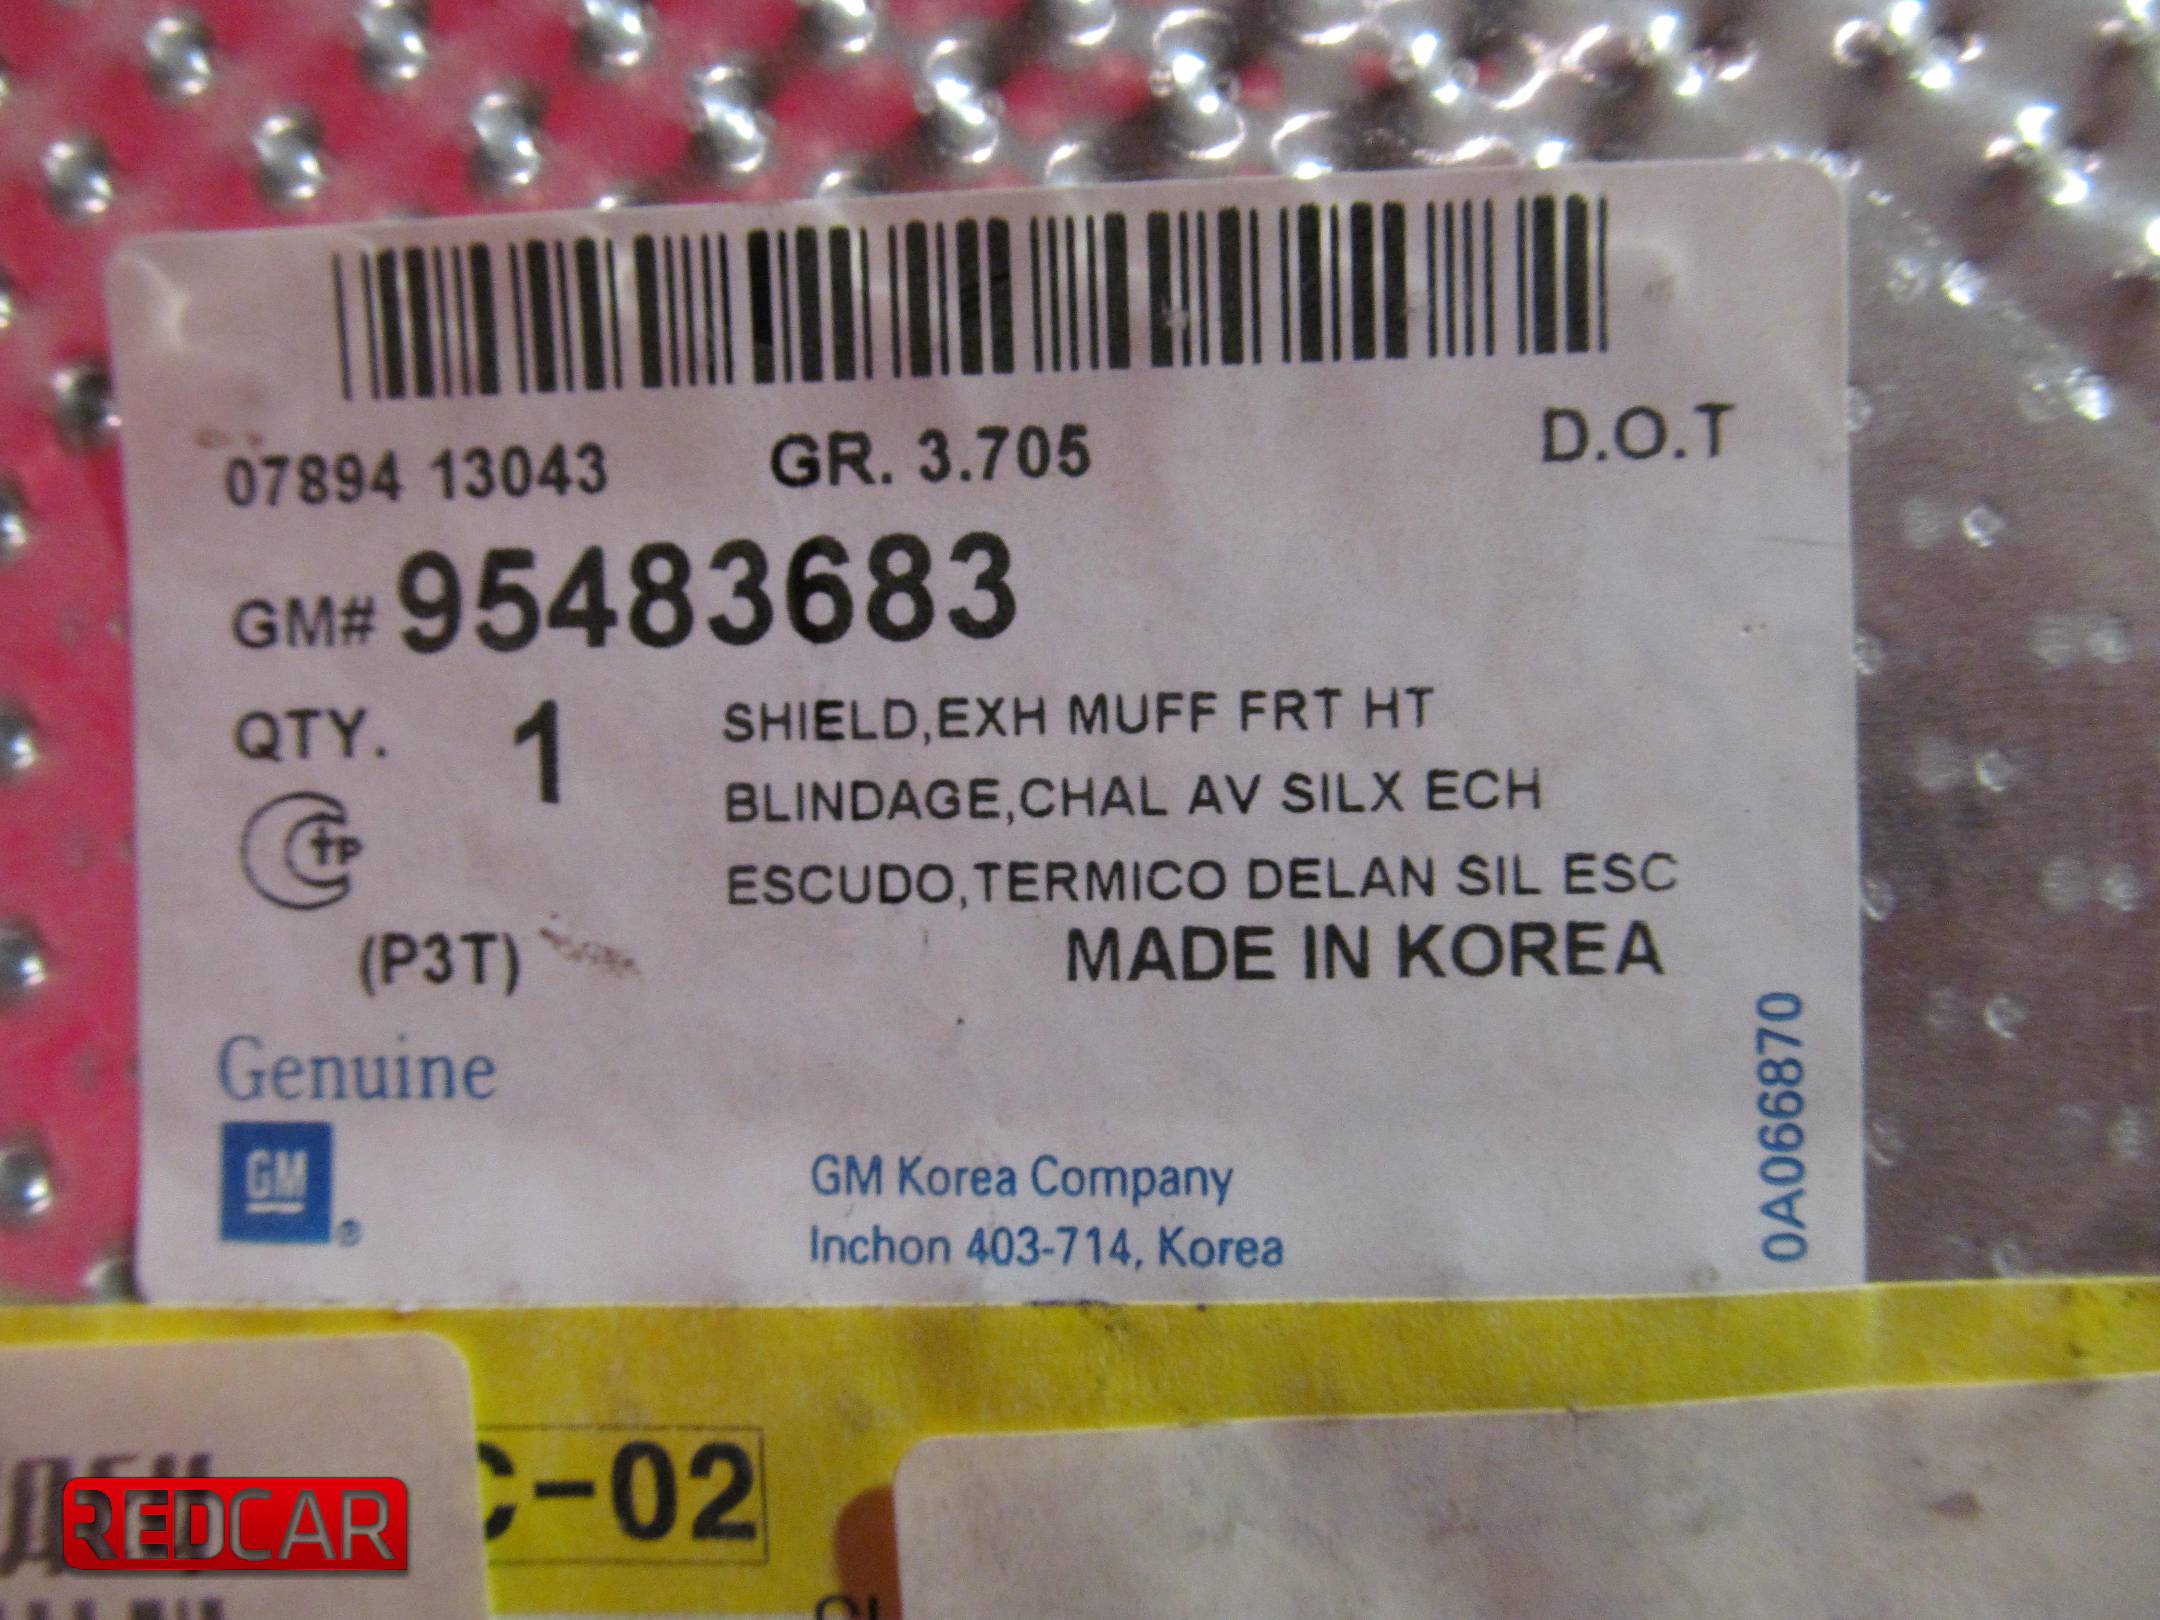 07894 13043 GR. 3.705 D.O.T
GM# 95483683
QTY. 1 SHIELD,EXH MUFF FRT HT
BLINDAGE,CHAL AV SILX ECH
ESCUDO,TERMICO DELAN SIL ESC
(P3T) MADE IN KOREA
Genuine
GM ®
GM Korea Company
Inchon 403-714, Korea
0A066870
C-02
REDCAR